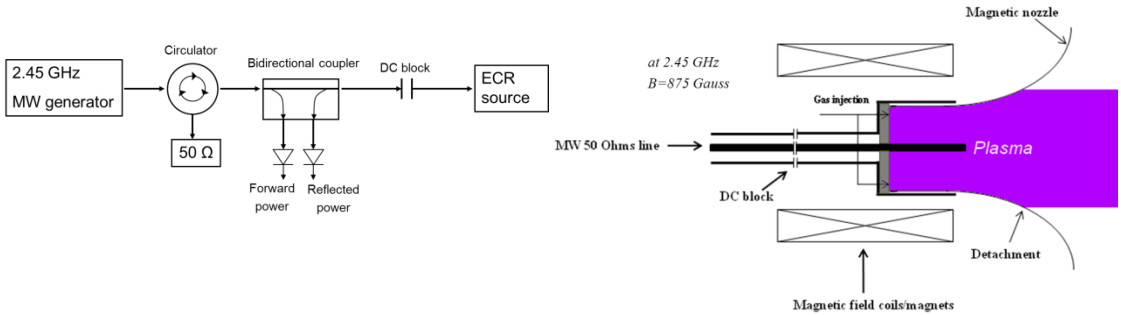 Circulator
2.45 GHz
MW generator
Bidirectional coupler
DC block
ECR
source
50 Ω
Forward
power
Reflected
power
Magnetic nozzle
at 2.45 GHz
B=875 Gauss
Gas injection
MW 50 Ohms line
Plasma
DC block
Detachment
Magnetic field coils/magnets